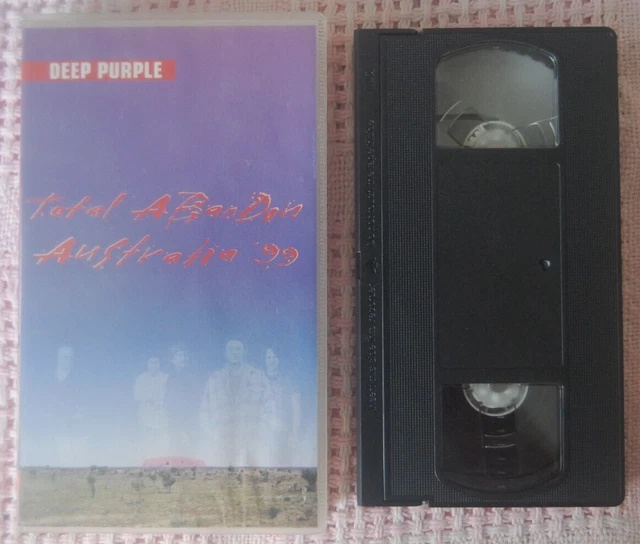 DEEP PURPLE
Total ABanDon
Australia '99